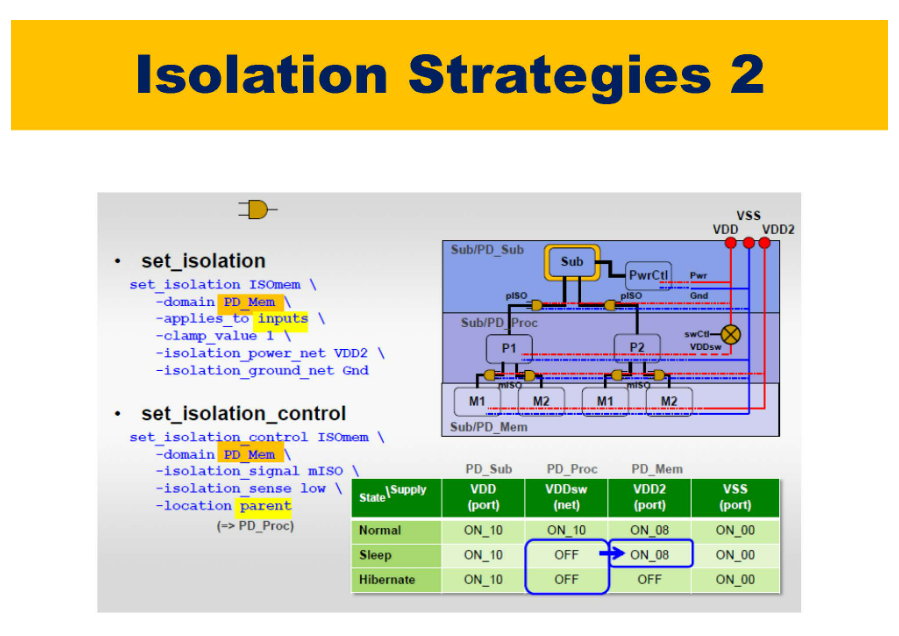 Isolation Strategies 2
• set_isolation
set_isolation ISOmem \
-domain PD_Mem \
-applies_to inputs \
-clamp_value 1 \
-isolation_power_net VDD2 \
-isolation_ground_net Gnd
• set_isolation_control
set_isolation_control ISOmem \
-domain PD_Mem \
-isolation_signal mISO \
-isolation_sense low \
-location parent
(=> PD_Proc)
VSS
VDD VDD2
Sub/PD_Sub
Sub
PwrCtl
Pwr
Gnd
pISO pISO
Sub/PD_Proc
swCtl
VDDsw
P1 P2
mISO mISO
M1 M2 M1 M2
Sub/PD_Mem
PD_Sub PD_Proc PD_Mem
State\Supply VDD (port) VDDsw (net) VDD2 (port) VSS (port)
Normal ON_10 ON_10 ON_08 ON_00
Sleep ON_10 OFF ON_08 ON_00
Hibernate ON_10 OFF OFF ON_00